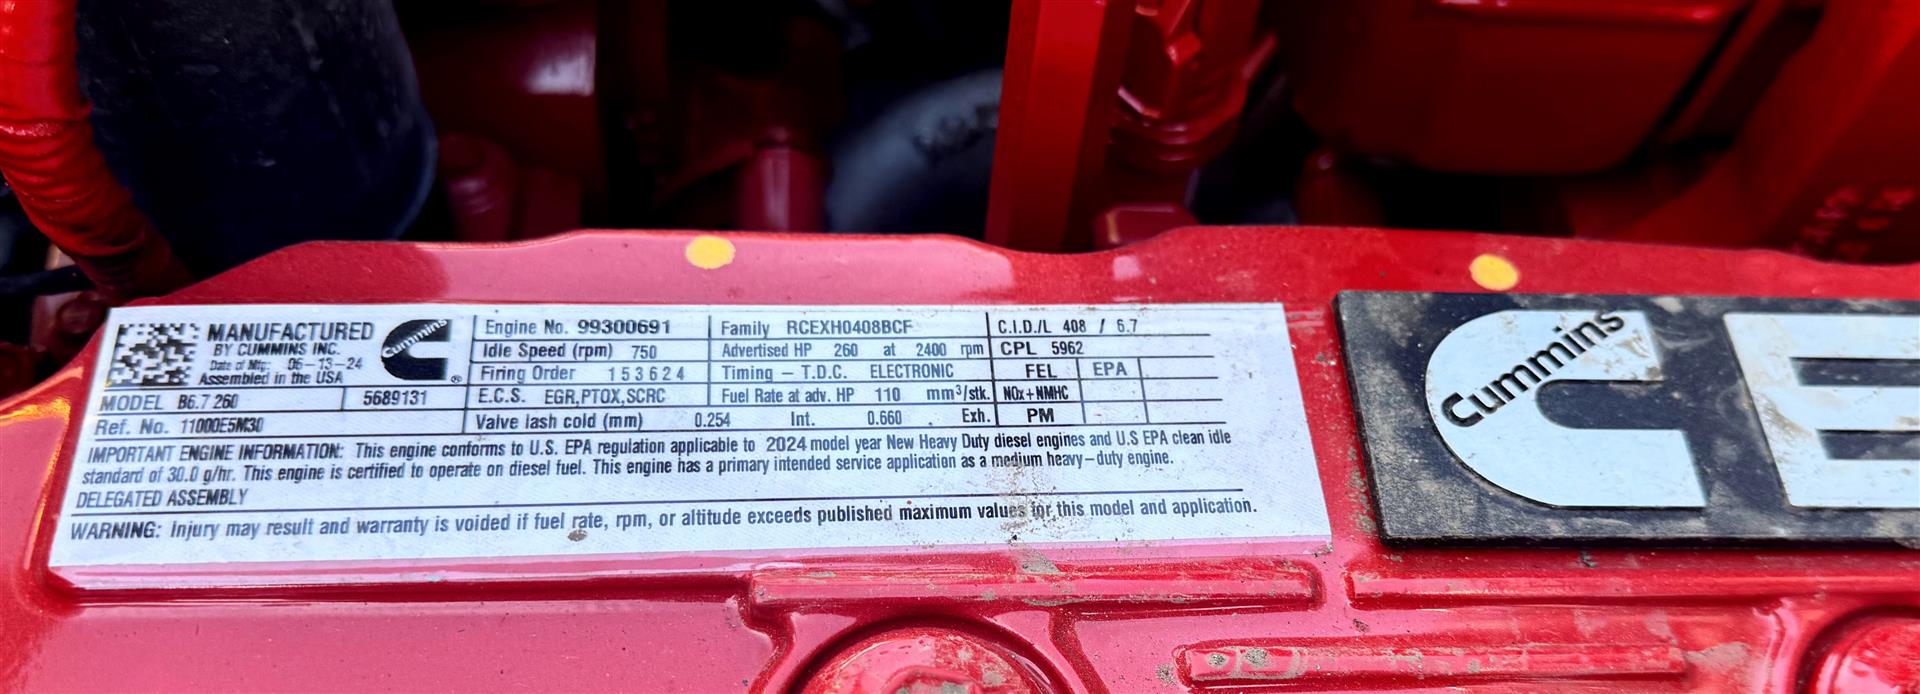 MANUFACTURED
BY CUMMINS INC.
Date of Mfg: 06-13-24
Assembled in the USA
Cummins
®
MODEL B6.7 260 5689131
Ref. No. 11000E5M30
Engine No. 99300691
Idle Speed (rpm) 750
Firing Order 1 5 3 6 2 4
E.C.S. EGR,PTOX,SCRC
Valve lash cold (mm) 0.254 Int. 0.660 . Exh.
Family RCEXH0408BCF
Advertised HP 260 at 2400 rpm
Timing – T.D.C. ELECTRONIC
Fuel Rate at adv. HP 110 mm³/stk.
C.I.D./L 408 / 6.7
CPL 5962
FEL EPA
NOx+NMHC
PM
IMPORTANT ENGINE INFORMATION: This engine conforms to U.S. EPA regulation applicable to 2024 model year New Heavy Duty diesel engines and U.S EPA clean idle
standard of 30.0 g/hr. This engine is certified to operate on diesel fuel. This engine has a primary intended service application as a medium heavy-duty engine.
DELEGATED ASSEMBLY
WARNING: Injury may result and warranty is voided if fuel rate, rpm, or altitude exceeds published maximum values for this model and application.
Cummins